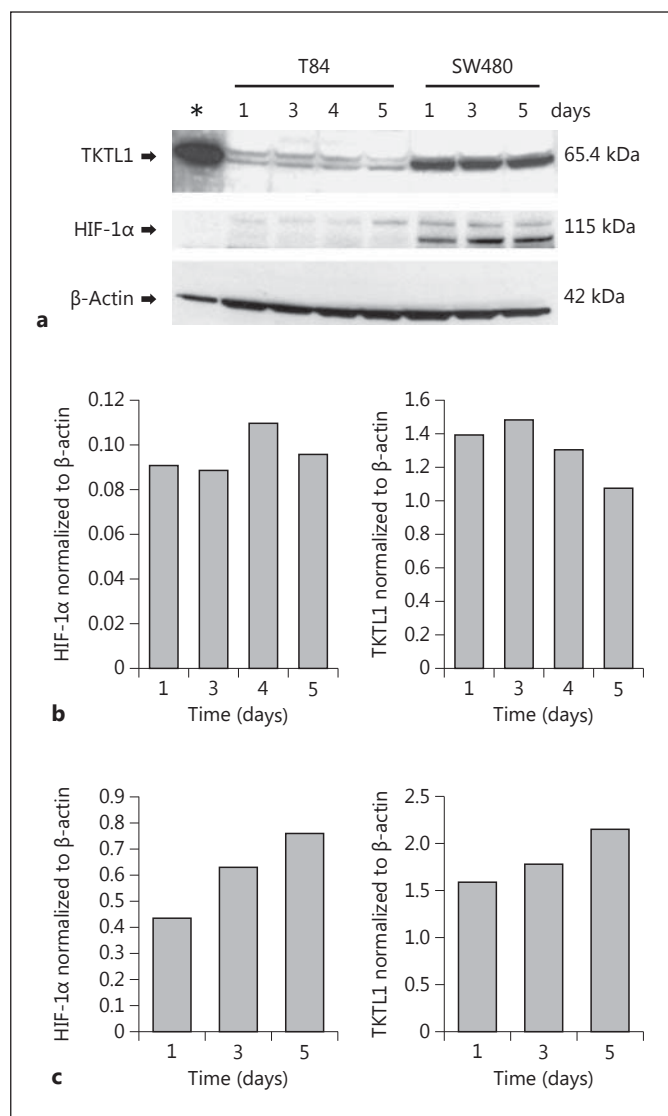 T84 SW480
* 1 3 4 5 1 3 5 days
TKTL1 65.4 kDa
HIF-1α 115 kDa
β-Actin 42 kDa
a
HIF-1α normalized to β-actin
0.12
0.10
0.08
0.06
0.04
0.02
0
1 3 4 5
Time (days)
TKTL1 normalized to β-actin
1.6
1.4
1.2
1.0
0.8
0.6
0.4
0.2
0
1 3 4 5
Time (days)
b
HIF-1α normalized to β-actin
0.9
0.8
0.7
0.6
0.5
0.4
0.3
0.2
0.1
0
1 3 5
Time (days)
TKTL1 normalized to β-actin
2.5
2.0
1.5
1.0
0.5
0
1 3 5
Time (days)
c